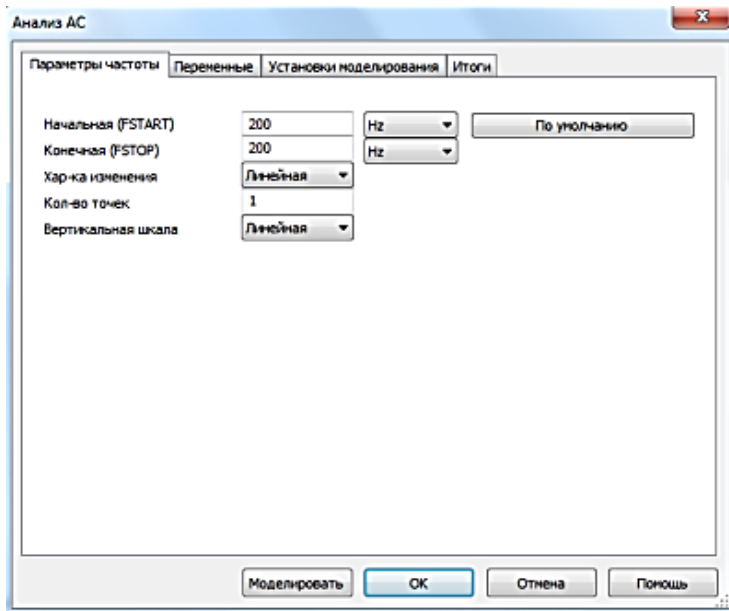 Анализ AC
Параметры частоты Переменные Установки моделирования Итоги
Начальная (FSTART) 200 Hz По умолчанию
Конечная (FSTOP) 200 Hz
Хар-ка изменения Линейная
Кол-во точек 1
Вертикальная шкала Линейная
Моделировать OK Отмена Помощь